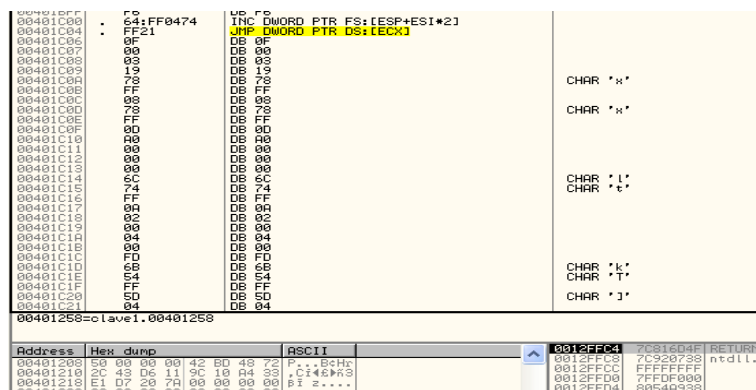 00401BFF F6 DB F6
00401C00 . 64:FF0474 INC DWORD PTR FS:[ESP+ESI*2]
00401C04 . FF21 JMP DWORD PTR DS:[ECX]
00401C06 0F DB 0F
00401C07 00 DB 00
00401C08 03 DB 03
00401C09 19 DB 19
00401C0A 78 DB 78 CHAR 'x'
00401C0B FF DB FF
00401C0C 08 DB 08
00401C0D 78 DB 78 CHAR 'x'
00401C0E FF DB FF
00401C0F 0D DB 0D
00401C10 A0 DB A0
00401C11 00 DB 00
00401C12 00 DB 00
00401C13 00 DB 00
00401C14 6C DB 6C CHAR 'l'
00401C15 74 DB 74 CHAR 't'
00401C16 FF DB FF
00401C17 0A DB 0A
00401C18 02 DB 02
00401C19 00 DB 00
00401C1A 04 DB 04
00401C1B 00 DB 00
00401C1C FD DB FD
00401C1D 6B DB 6B CHAR 'k'
00401C1E 54 DB 54 CHAR 'T'
00401C1F FF DB FF
00401C20 5D DB 5D CHAR ']'
00401C21 04 DB 04
00401258=clave1.00401258
Address Hex dump ASCII
00401208 50 00 00 00 42 BD 48 72
00401210 2C 43 D6 11 9C 10 A4 33
00401218 E1 D7 20 7A 00 00 00 00
0012FFC4 7C816D4F RETURN
0012FFC8 7C920738 ntdll.
0012FFCC FFFFFFFF
0012FFD0 7FFDF000
0012FFD4 8054A938